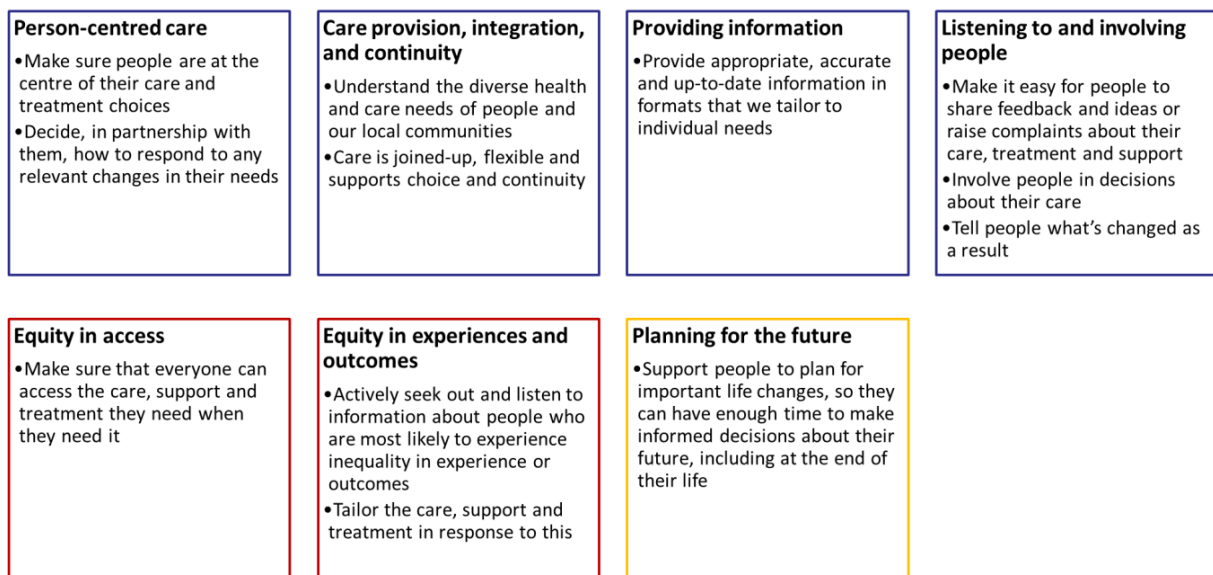 Person-centred care
•Make sure people are at the
centre of their care and
treatment choices
•Decide, in partnership with
them, how to respond to any
relevant changes in their needs
Care provision, integration,
and continuity
•Understand the diverse health
and care needs of people and
our local communities
•Care is joined-up, flexible and
supports choice and continuity
Providing information
•Provide appropriate, accurate
and up-to-date information in
formats that we tailor to
individual needs
Listening to and involving
people
•Make it easy for people to
share feedback and ideas or
raise complaints about their
care, treatment and support
•Involve people in decisions
about their care
•Tell people what’s changed as
a result
Equity in access
•Make sure that everyone can
access the care, support and
treatment they need when
they need it
Equity in experiences and
outcomes
•Actively seek out and listen to
information about people who
are most likely to experience
inequality in experience or
outcomes
•Tailor the care, support and
treatment in response to this
Planning for the future
•Support people to plan for
important life changes, so they
can have enough time to make
informed decisions about their
future, including at the end of
their life